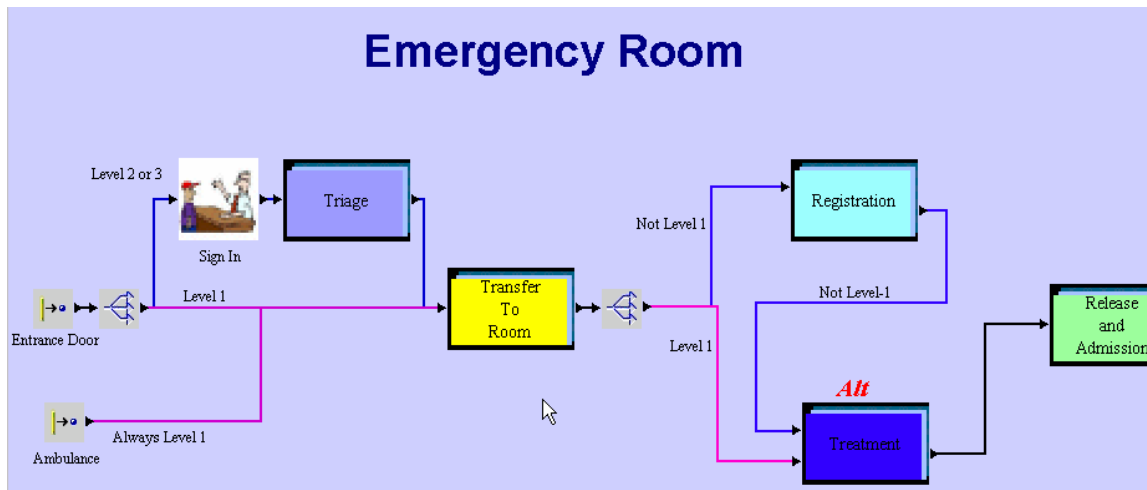 Emergency Room
Level 2 or 3
Sign In
Triage
Level 1
Entrance Door
Always Level 1
Ambulance
Transfer
To
Room
Not Level 1
Level 1
Registration
Not Level-1
Alt
Treatment
Release
and
Admission